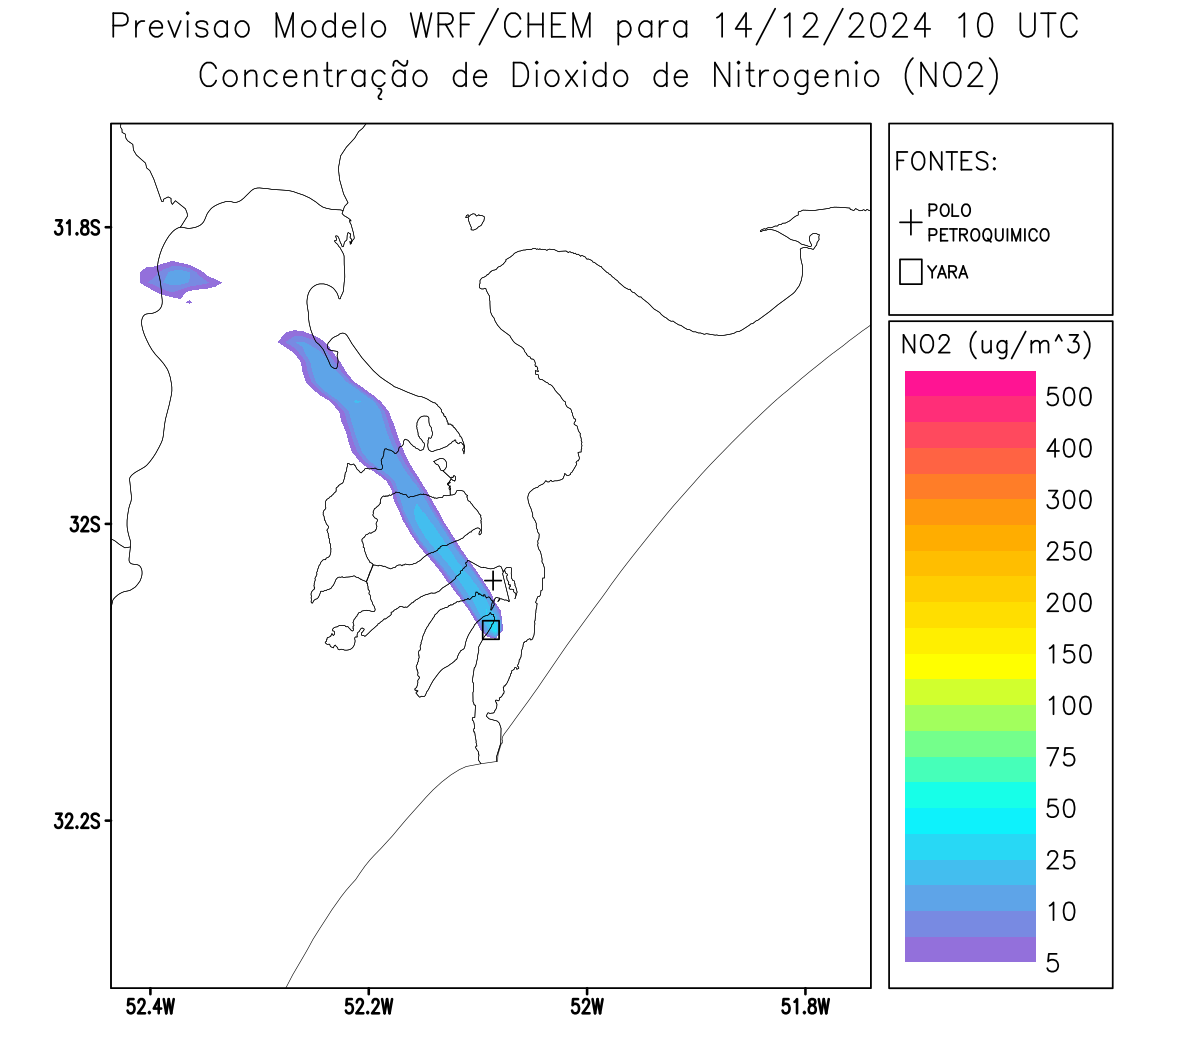 Previsao Modelo WRF/CHEM para 14/12/2024 10 UTC
Concentração de Dioxido de Nitrogenio (NO2)
FONTES:
POLO
PETROQUIMICO
YARA
31.8S
32S
32.2S
52.4W
52.2W
52W
51.8W
NO2 (ug/m^3)
500
400
300
250
200
150
100
75
50
25
10
5